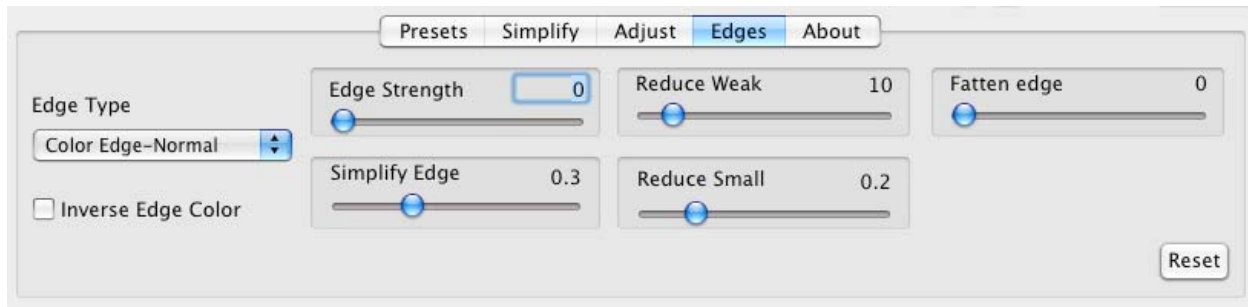 Presets Simplify Adjust Edges About
Edge Type
Color Edge-Normal
Inverse Edge Color
Edge Strength 0
Reduce Weak 10
Fatten edge 0
Simplify Edge 0.3
Reduce Small 0.2
Reset